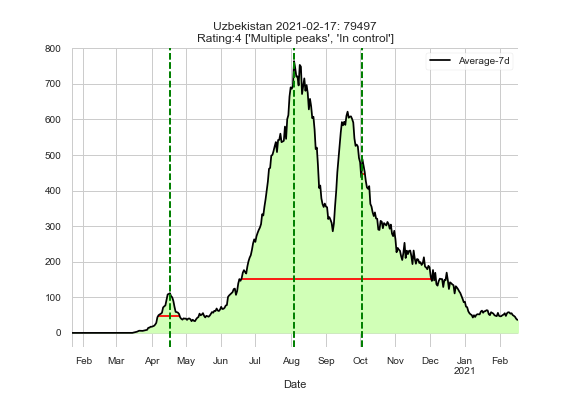 Uzbekistan 2021-02-17: 79497
Rating:4 ['Multiple peaks', 'In control']
Average-7d
800
700
600
500
400
300
200
100
0
Feb Mar Apr May Jun Jul Aug Sep Oct Nov Dec Jan Feb
2021
Date